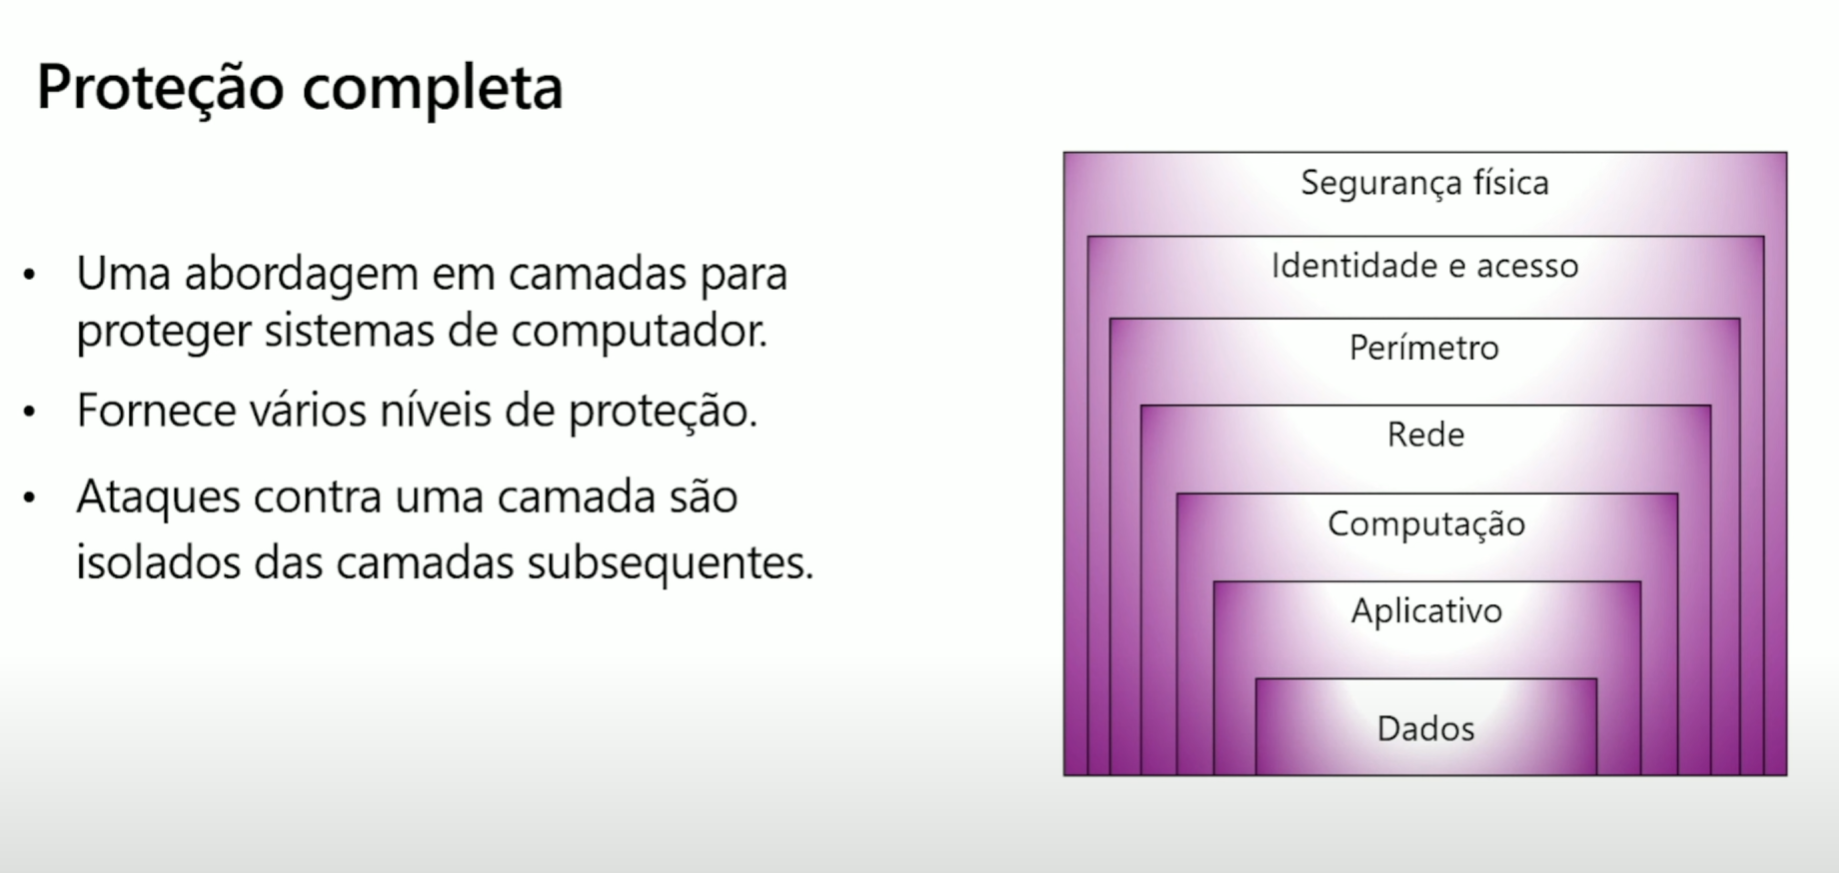 Proteção completa
• Uma abordagem em camadas para
proteger sistemas de computador.
• Fornece vários níveis de proteção.
• Ataques contra uma camada são
isolados das camadas subsequentes.
Segurança física
Identidade e acesso
Perímetro
Rede
Computação
Aplicativo
Dados